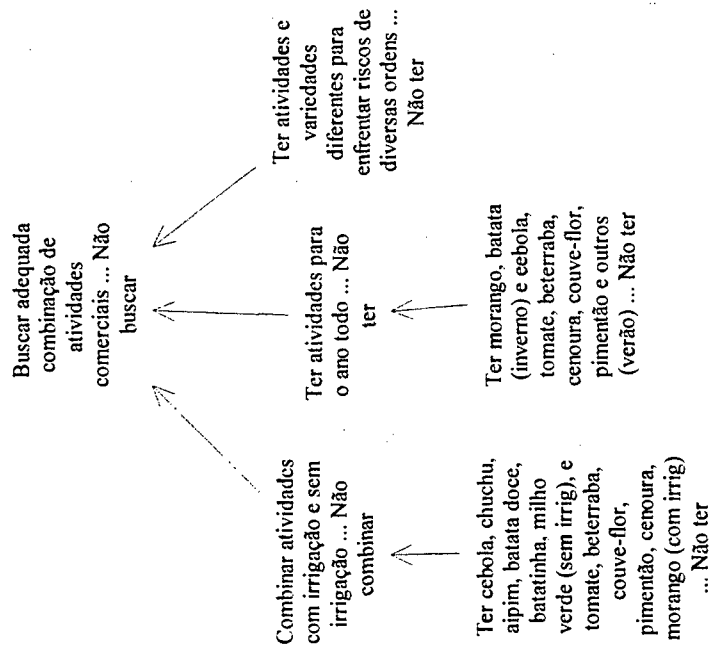 Buscar adequada
combinação de
atividades
comerciais ... Não
buscar
Combinar atividades
com irrigação e sem
irrigação ... Não
combinar
Ter atividades para
o ano todo ... Não
ter
Ter atividades e
variedades
diferentes para
enfrentar riscos de
diversas ordens ...
Não ter
Ter cebola, chuchu,
aipim, batata doce,
batatinha, milho
verde (sem irrig), e
tomate, beterraba,
couve-flor,
pimentão, cenoura,
morango (com irrig)
... Não ter
Ter morango, batata
(inverno) e cebola,
tomate, beterraba,
cenoura, couve-flor,
pimentão e outros
(verão) ... Não ter